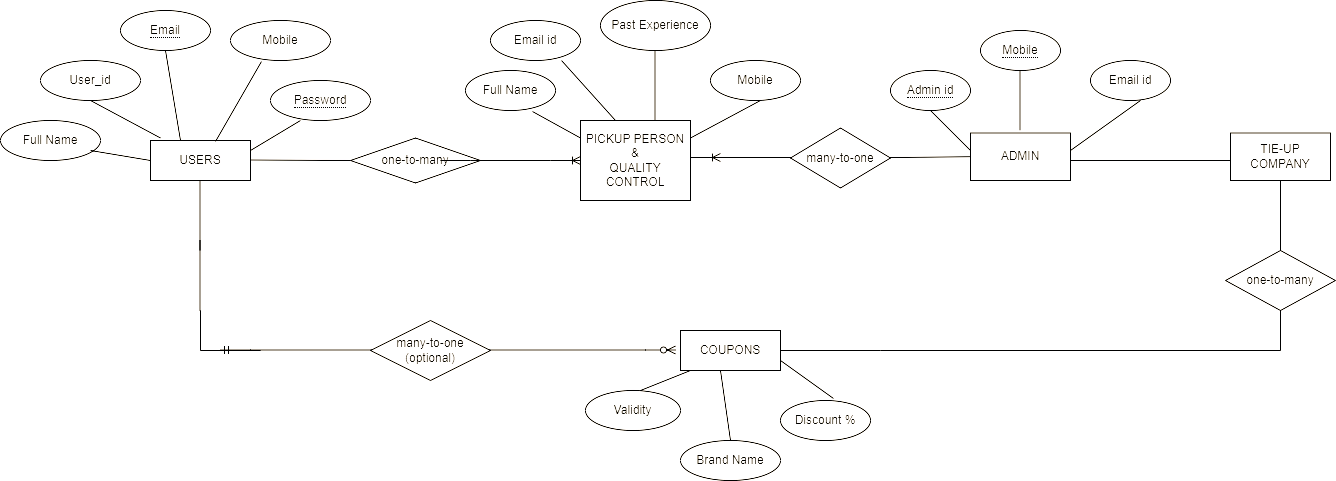 Email
Mobile
User_id
Password
Full Name
USERS
one-to-many
Past Experience
Email id
Full Name
Mobile
PICKUP PERSON
&
QUALITY
CONTROL
many-to-one
Mobile
Admin id
Email id
ADMIN
TIE-UP
COMPANY
one-to-many
many-to-one
(optional)
COUPONS
Validity
Discount %
Brand Name